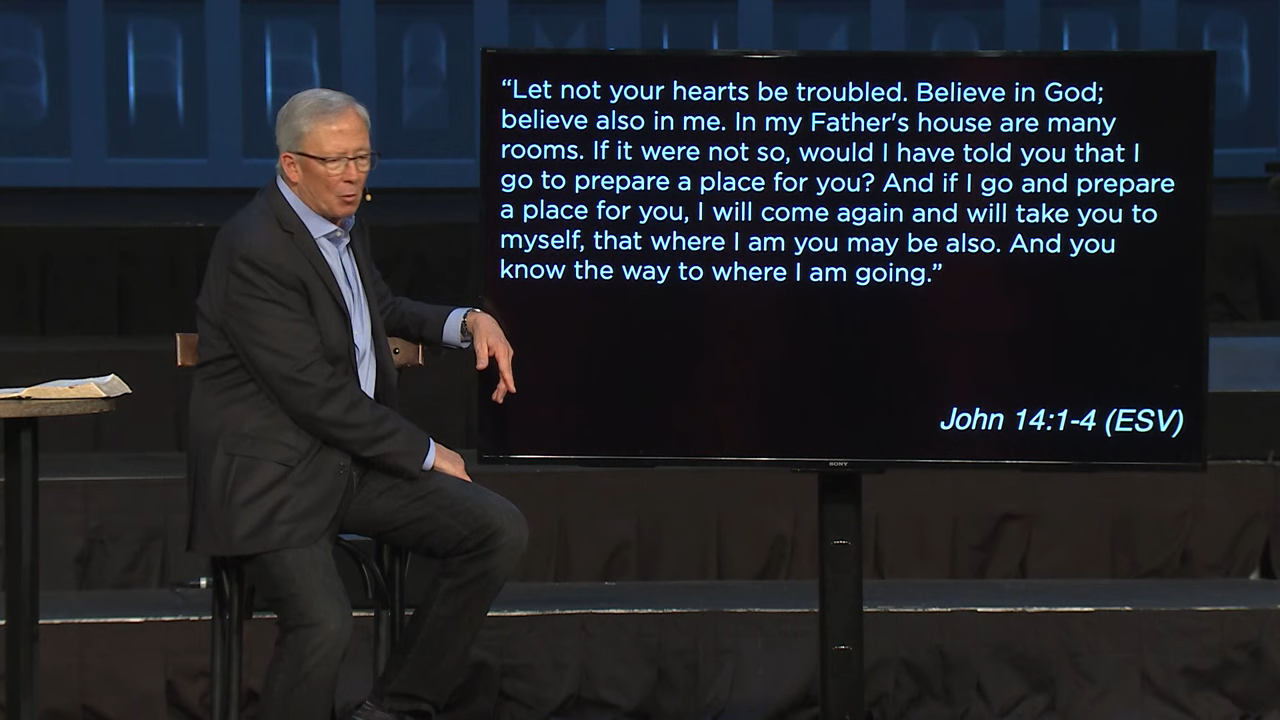 “Let not your hearts be troubled. Believe in God;
believe also in me. In my Father's house are many
rooms. If it were not so, would I have told you that I
go to prepare a place for you? And if I go and prepare
a place for you, I will come again and will take you to
myself, that where I am you may be also. And you
know the way to where I am going.”
John 14:1-4 (ESV)
SONY